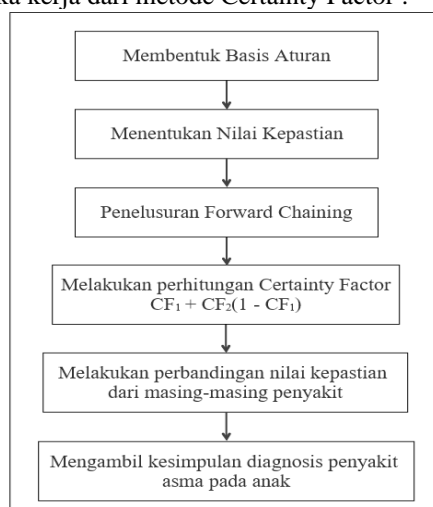 kerja dari metode Certainty Factor :
Membentuk Basis Aturan
Menentukan Nilai Kepastian
Penelusuran Forward Chaining
Melakukan perhitungan Certainty Factor
CF₁ + CF₂(1 - CF₁)
Melakukan perbandingan nilai kepastian
dari masing-masing penyakit
Mengambil kesimpulan diagnosis penyakit
asma pada anak